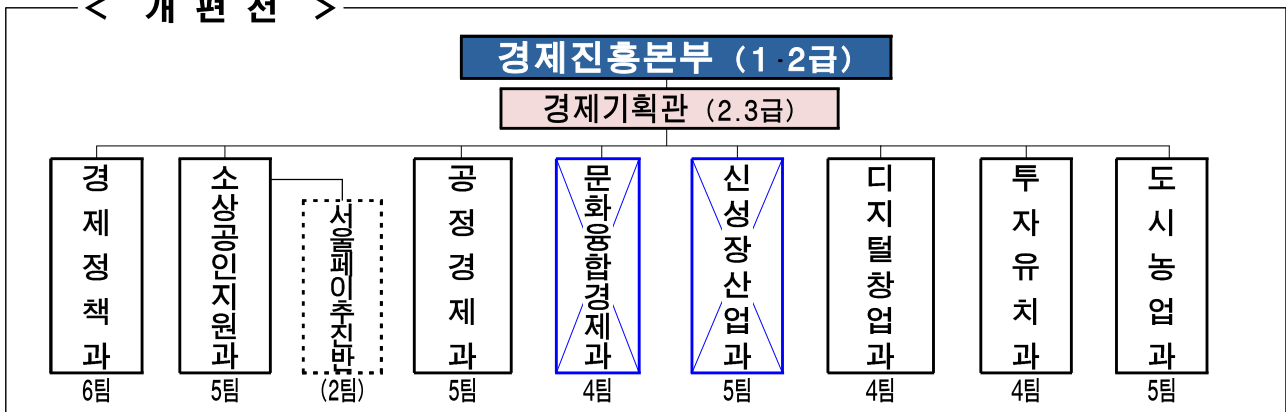 < 개 편 전 >
경제진흥본부 (1·2급)
경제기획관 (2.3급)
경제정책과
소상공인지원과
서울페이추진반
공정경제과
문화융합경제과
신성장산업과
디지털창업과
투자유치과
도시농업과
6팀
5팀
(2팀)
5팀
4팀
5팀
4팀
4팀
5팀